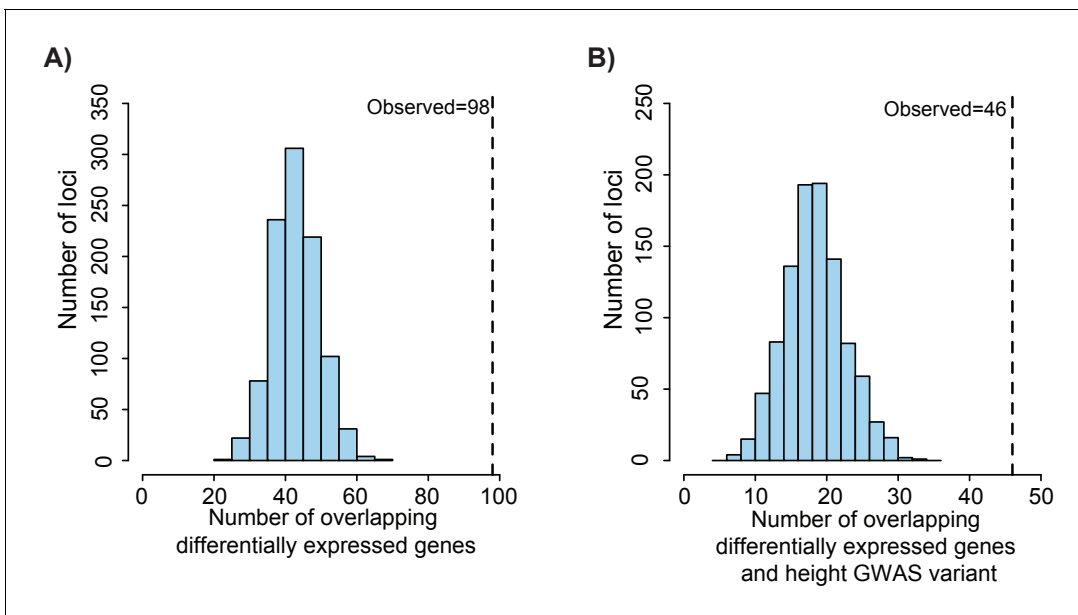 A)
Observed=98
Number of loci
350
300
250
200
150
100
50
0
0 20 40 60 80 100
Number of overlapping
differentially expressed genes
B)
Observed=46
Number of loci
250
200
150
100
50
0
0 10 20 30 40 50
Number of overlapping
differentially expressed genes
and height GWAS variant